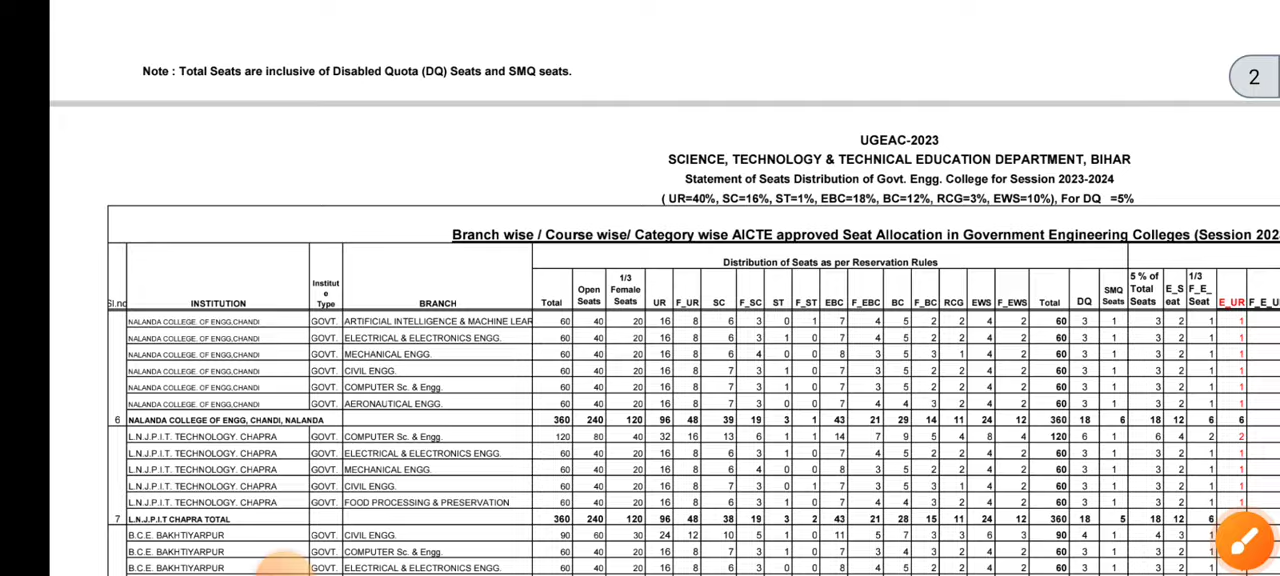 Note : Total Seats are inclusive of Disabled Quota (DQ) Seats and SMQ seats.
2
UGEAC-2023
SCIENCE, TECHNOLOGY & TECHNICAL EDUCATION DEPARTMENT, BIHAR
Statement of Seats Distribution of Govt. Engg. College for Session 2023-2024
( UR=40%, SC=16%, ST=1%, EBC=18%, BC=12%, RCG=3%, EWS=10%), For DQ =5%
Branch wise / Course wise/ Category wise AICTE approved Seat Allocation in Government Engineering Colleges (Session 202
Distribution of Seats as per Reservation Rules
Sl.no INSTITUTION Institut e Type BRANCH Total Open Seats 1/3 Female Seats UR F_UR SC F_SC ST F_ST EBC F_EBC BC F_BC RCG EWS F_EWS Total DQ SMQ Seats 5 % of Total Seats E_S eat 1/3 F_E_ Seat E_UR F_E_U
NALANDA COLLEGE. OF ENGG,CHANDI GOVT. ARTIFICIAL INTELLIGENCE & MACHINE LEAR 60 40 20 16 8 6 3 0 1 7 4 5 2 2 4 2 60 3 1 3 2 1 1
NALANDA COLLEGE. OF ENGG,CHANDI GOVT. ELECTRICAL & ELECTRONICS ENGG. 60 40 20 16 8 6 3 1 0 7 4 5 2 2 4 2 60 3 1 3 2 1 1
NALANDA COLLEGE. OF ENGG,CHANDI GOVT. MECHANICAL ENGG. 60 40 20 16 8 6 4 0 0 8 3 5 3 1 4 2 60 3 1 3 2 1 1
NALANDA COLLEGE. OF ENGG,CHANDI GOVT. CIVIL ENGG. 60 40 20 16 8 7 3 1 0 7 3 5 2 2 4 2 60 3 1 3 2 1 1
NALANDA COLLEGE. OF ENGG,CHANDI GOVT. COMPUTER Sc. & Engg. 60 40 20 16 8 7 3 1 0 7 3 5 2 2 4 2 60 3 1 3 2 1 1
NALANDA COLLEGE. OF ENGG,CHANDI GOVT. AERONAUTICAL ENGG. 60 40 20 16 8 7 3 0 0 7 4 4 3 2 4 2 60 3 1 3 2 1 1
6 NALANDA COLLEGE OF ENGG, CHANDI, NALANDA 360 240 120 96 48 39 19 3 1 43 21 29 14 11 24 12 360 18 6 18 12 6 6
L.N.J.P.I.T. TECHNOLOGY. CHAPRA GOVT. COMPUTER Sc. & Engg. 120 80 40 32 16 13 6 1 1 14 7 9 5 4 8 4 120 6 1 6 4 2 2
L.N.J.P.I.T. TECHNOLOGY. CHAPRA GOVT. ELECTRICAL & ELECTRONICS ENGG. 60 40 20 16 8 6 3 1 1 7 3 5 2 2 4 2 60 3 1 3 2 1 1
L.N.J.P.I.T. TECHNOLOGY. CHAPRA GOVT. MECHANICAL ENGG. 60 40 20 16 8 6 4 0 0 8 3 5 2 2 4 2 60 3 1 3 2 1 1
L.N.J.P.I.T. TECHNOLOGY. CHAPRA GOVT. CIVIL ENGG. 60 40 20 16 8 7 3 0 0 7 4 5 3 1 4 2 60 3 1 3 2 1 1
L.N.J.P.I.T. TECHNOLOGY. CHAPRA GOVT. FOOD PROCESSING & PRESERVATION 60 40 20 16 8 6 3 1 0 7 4 4 3 2 4 2 60 3 1 3 2 1 1
7 L.N.J.P.I.T CHAPRA TOTAL 360 240 120 96 48 38 19 3 2 43 21 28 15 11 24 12 360 18 5 18 12 6
B.C.E. BAKHTIYARPUR GOVT. CIVIL ENGG. 90 60 30 24 12 10 5 1 0 11 5 7 3 3 6 3 90 4 1 4 3
B.C.E. BAKHTIYARPUR GOVT. COMPUTER Sc. & Engg. 60 40 20 16 8 7 3 1 0 7 3 4 3 2 4 2 60 3 1 3 2
B.C.E. BAKHTIYARPUR GOVT. ELECTRICAL & ELECTRONICS ENGG. 60 40 20 16 8 6 3 1 0 8 4 5 2 1 4 2 60 3 1 3 2